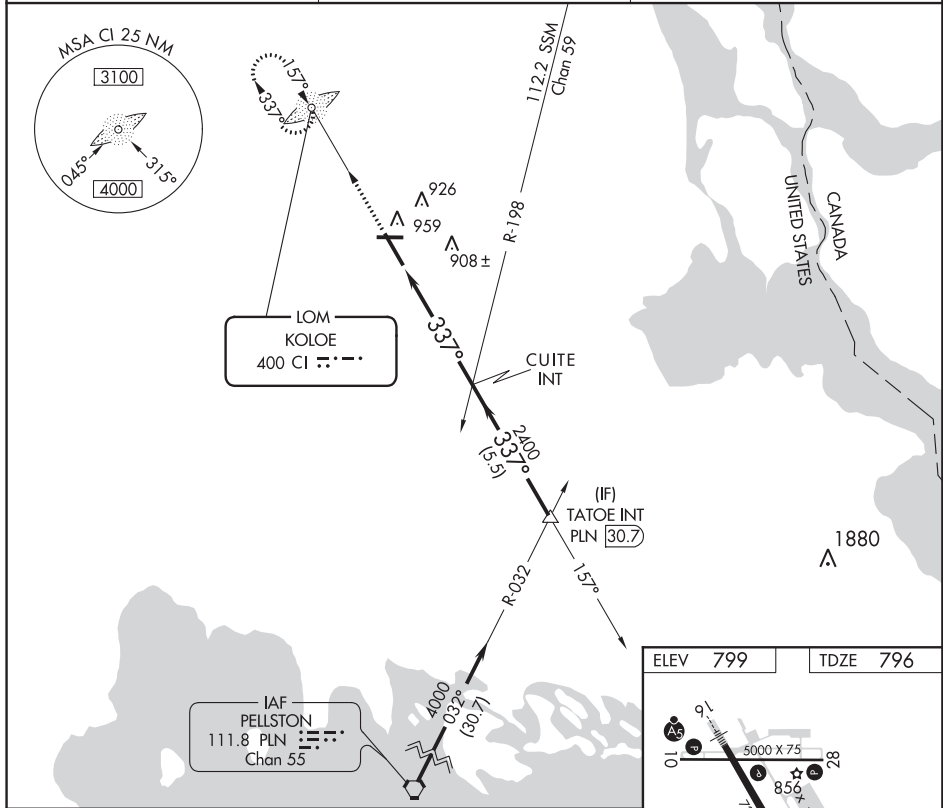 MSA CI 25 NM
3100
045°
315°
4000
157°
337°
112.2 SSM
Chan 59
R-198
926
959
908±
CANADA
UNITED STATES
LOM
KOLOE
400 CI
337°
CUITE
INT
2400
337°
(5.5)
(IF)
TATOE INT
PLN 30.7
1880
R-032
157°
IAF
PELLSTON
111.8 PLN
Chan 55
4000
032°
(30.7)
ELEV 799
TDZE 796
16
A5
P
10
5000 X 75
28
P
856
P
7